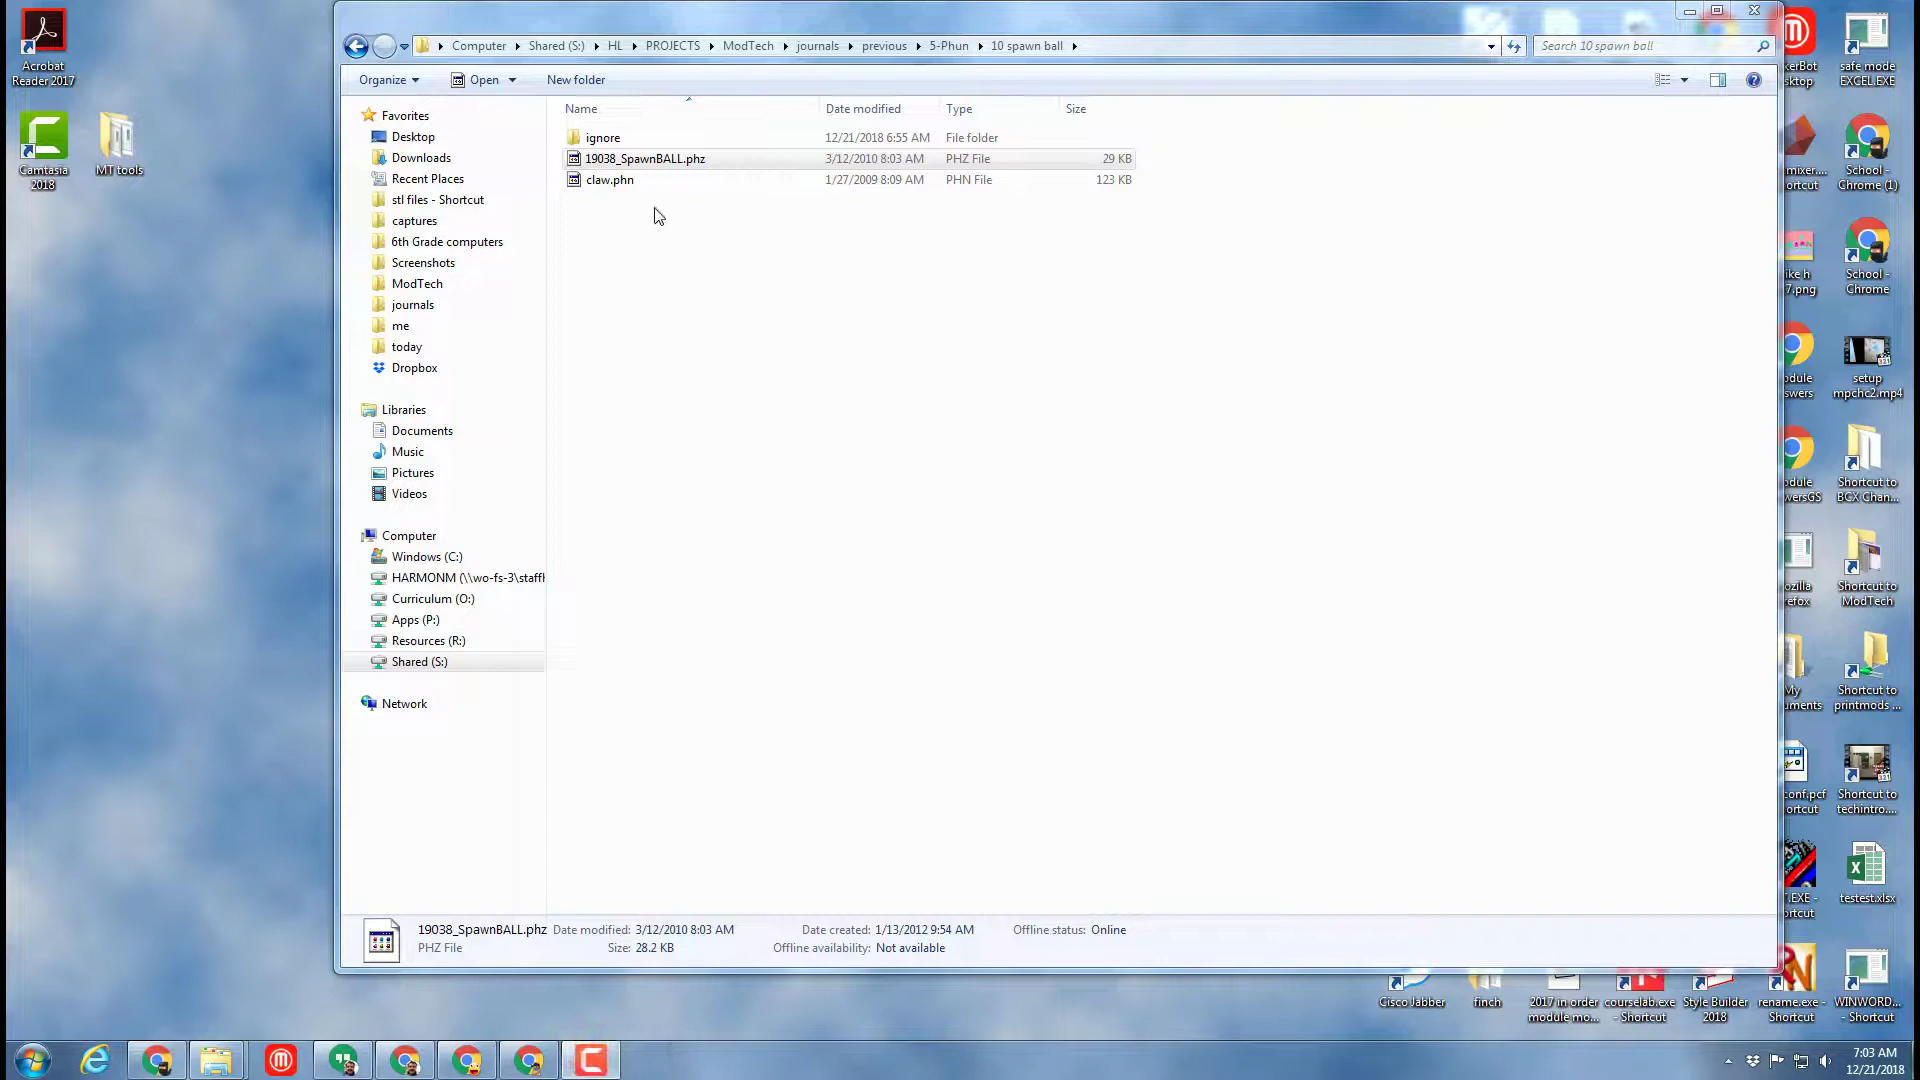 Acrobat
Reader 2017
Camtasia
2018
MT tools
Computer
Shared (S:)
HL
PROJECTS
ModTech
journals
previous
5-Phun
10 spawn ball
Search 10 spawn ball
Organize
Open
New folder
Name
Date modified
Type
Size
ignore
12/21/2018 6:55 AM
File folder
19038_SpawnBALL.phz
3/12/2010 8:03 AM
PHZ File
29 KB
claw.phn
1/27/2009 8:09 AM
PHN File
123 KB
Favorites
Desktop
Downloads
Recent Places
stl files - Shortcut
captures
6th Grade computers
Screenshots
ModTech
journals
me
today
Dropbox
Libraries
Documents
Music
Pictures
Videos
Computer
Windows (C:)
HARMONM (\\wo-fs-3\staffh
Curriculum (O:)
Apps (P:)
Resources (R:)
Shared (S:)
Network
19038_SpawnBALL.phz
Date modified: 3/12/2010 8:03 AM
Date created: 1/13/2012 9:54 AM
Offline status: Online
PHZ File
Size: 28.2 KB
Offline availability: Not available
safe mode
EXCEL.EXE
School -
Chrome (1)
School -
Chrome
setup
mpchc2.mp4
Shortcut to
BCX Chan...
Shortcut to
ModTech
Shortcut to
printmods ...
Shortcut to
techintro....
testest.xlsx
Cisco Jabber
finch
2017 in order
module mo...
courselab.exe
- Shortcut
Style Builder
2018
rename.exe -
Shortcut
WINWORD...
- Shortcut
7:03 AM
12/21/2018